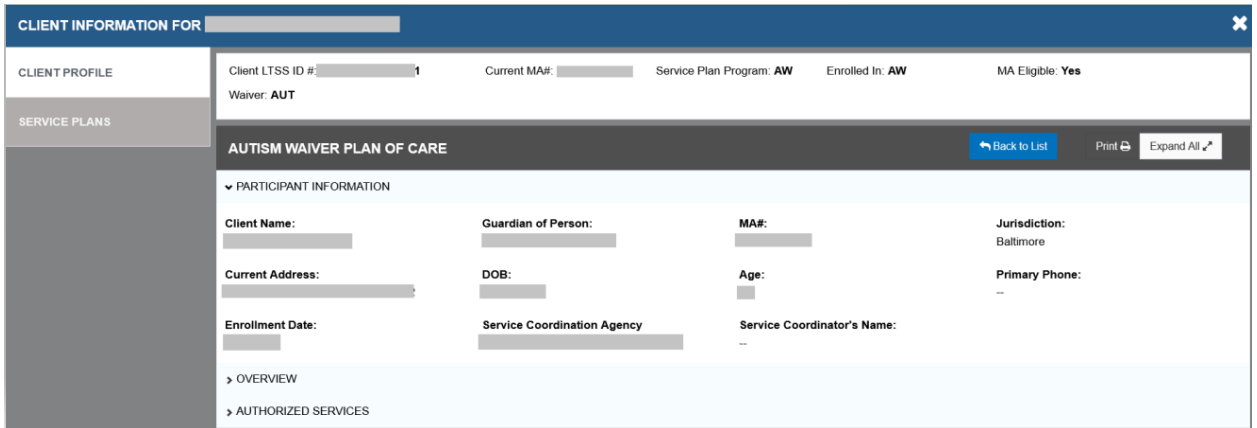 CLIENT INFORMATION FOR
CLIENT PROFILE
SERVICE PLANS
Client LTSS ID #: 1 Current MA#: Service Plan Program: AW Enrolled In: AW MA Eligible: Yes
Waiver: AUT
AUTISM WAIVER PLAN OF CARE Back to List Print Expand All
PARTICIPANT INFORMATION
Client Name: Guardian of Person: MA#: Jurisdiction:
Baltimore
Current Address: DOB: Age: Primary Phone:
--
Enrollment Date: Service Coordination Agency Service Coordinator's Name:
--
OVERVIEW
AUTHORIZED SERVICES